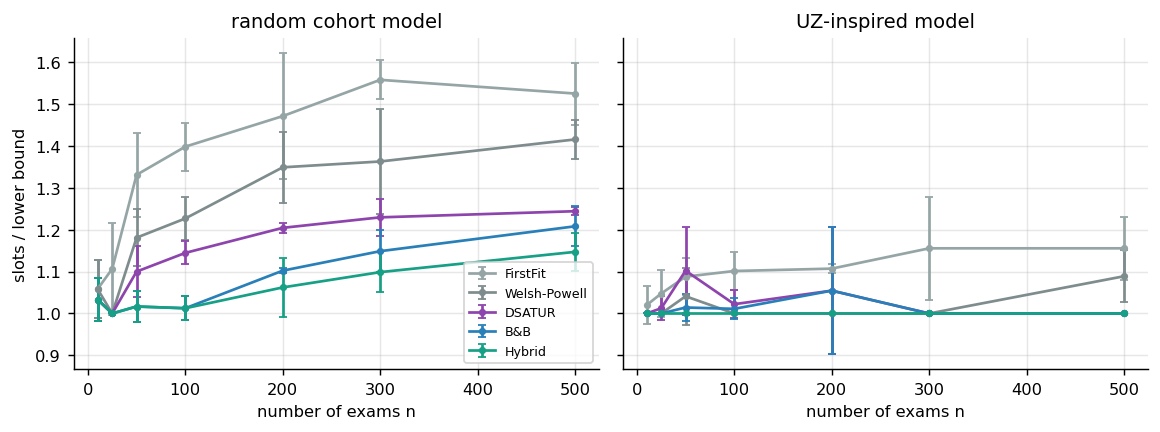 random cohort model
UZ-inspired model
slots / lower bound
1.6
1.5
1.4
1.3
1.2
1.1
1.0
0.9
FirstFit
Welsh-Powell
DSATUR
B&B
Hybrid
0 100 200 300 400 500
0 100 200 300 400 500
number of exams n
number of exams n